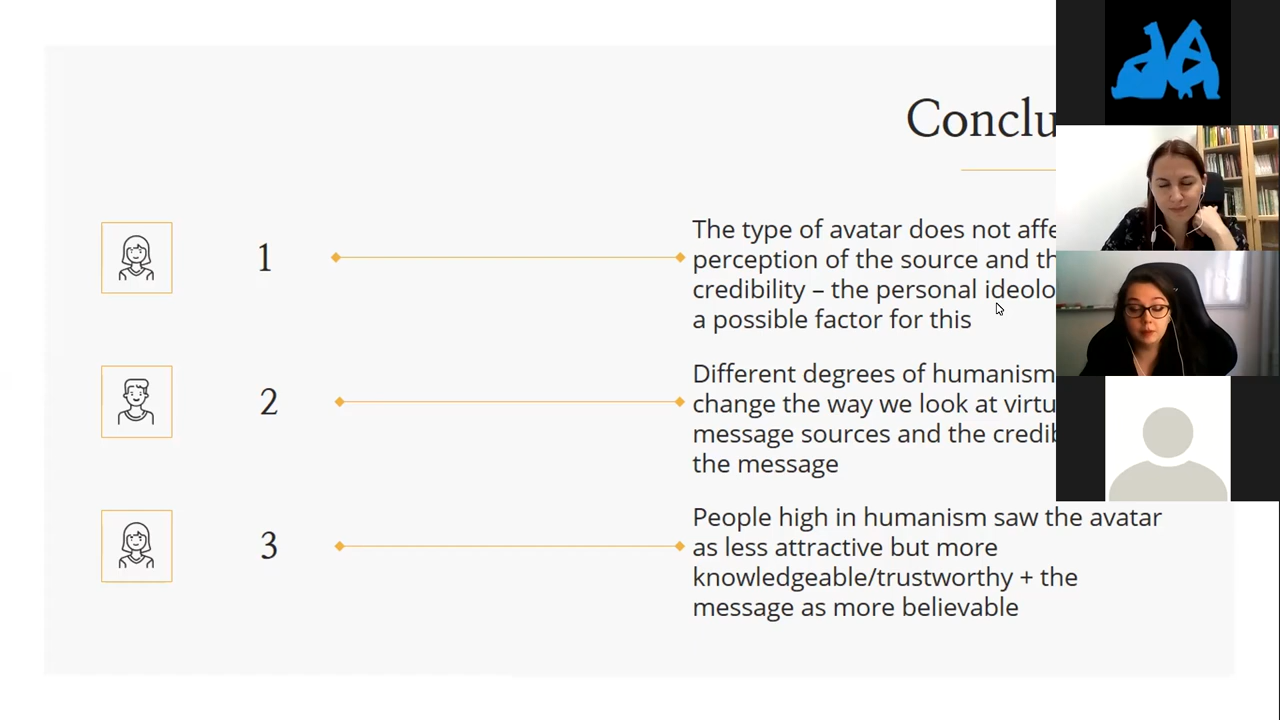 Conclu
1
The type of avatar does not affe
perception of the source and th
credibility – the personal ideolo
a possible factor for this
2
Different degrees of humanism
change the way we look at virtu
message sources and the credib
the message
3
People high in humanism saw the avatar
as less attractive but more
knowledgeable/trustworthy + the
message as more believable